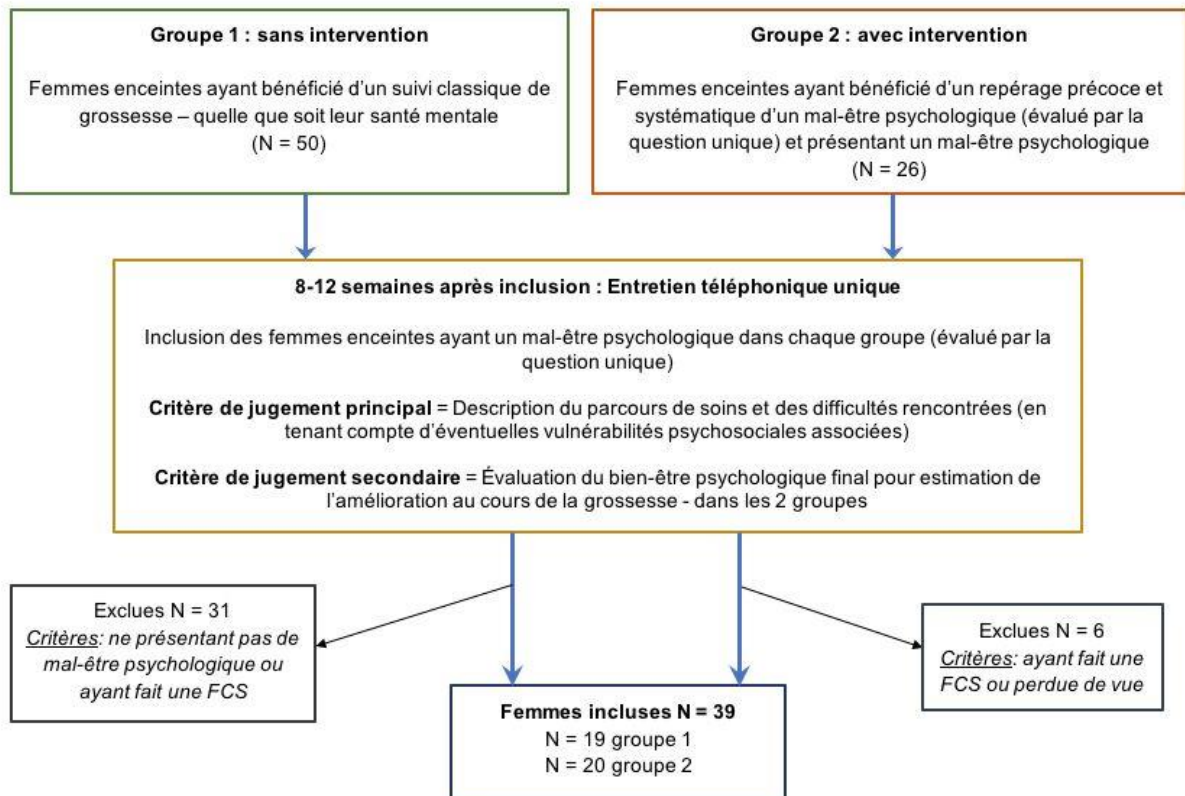 Groupe 1 : sans intervention
Femmes enceintes ayant bénéficié d'un suivi classique de
grossesse – quelle que soit leur santé mentale
(N = 50)
Groupe 2 : avec intervention
Femmes enceintes ayant bénéficié d'un repérage précoce et
systématique d'un mal-être psychologique (évalué par la
question unique) et présentant un mal-être psychologique
(N = 26)
8-12 semaines après inclusion : Entretien téléphonique unique
Inclusion des femmes enceintes ayant un mal-être psychologique dans chaque groupe (évalué par la
question unique)
Critère de jugement principal = Description du parcours de soins et des difficultés rencontrées (en
tenant compte d'éventuelles vulnérabilités psychosociales associées)
Critère de jugement secondaire = Évaluation du bien-être psychologique final pour estimation de
l'amélioration au cours de la grossesse - dans les 2 groupes
Exclues N = 31
Critères: ne présentant pas de
mal-être psychologique ou
ayant fait une FCS
Exclues N = 6
Critères: ayant fait une
FCS ou perdue de vue
Femmes incluses N = 39
N = 19 groupe 1
N = 20 groupe 2